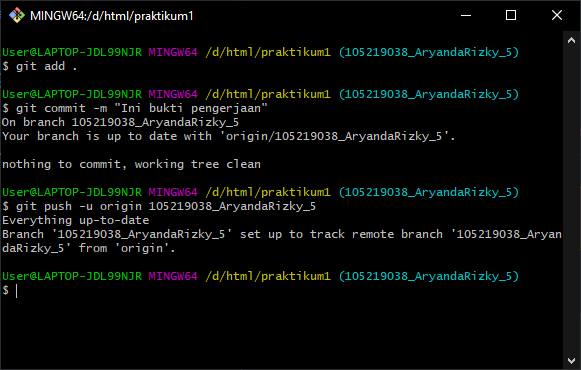 MINGW64:/d/html/praktikum1
User@LAPTOP-JDL99NJR MINGW64 /d/html/praktikum1 (105219038_AryandaRizky_5)
$ git add .
User@LAPTOP-JDL99NJR MINGW64 /d/html/praktikum1 (105219038_AryandaRizky_5)
$ git commit -m "Ini bukti pengerjaan"
On branch 105219038_AryandaRizky_5
Your branch is up to date with 'origin/105219038_AryandaRizky_5'.
nothing to commit, working tree clean
User@LAPTOP-JDL99NJR MINGW64 /d/html/praktikum1 (105219038_AryandaRizky_5)
$ git push -u origin 105219038_AryandaRizky_5
Everything up-to-date
Branch '105219038_AryandaRizky_5' set up to track remote branch '105219038_Aryan
daRizky_5' from 'origin'.
User@LAPTOP-JDL99NJR MINGW64 /d/html/praktikum1 (105219038_AryandaRizky_5)
$